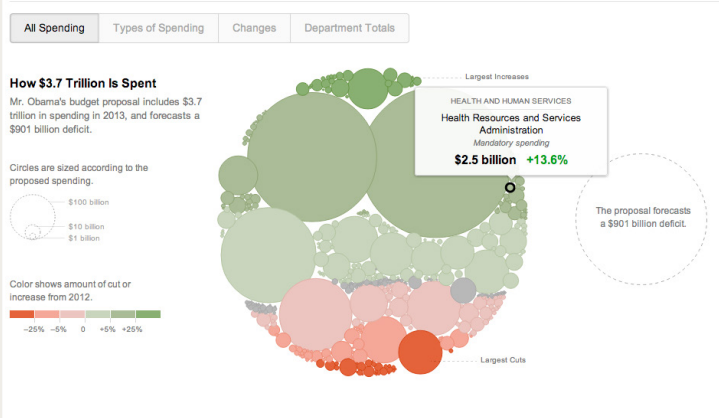 All Spending
Types of Spending
Changes
Department Totals
How $3.7 Trillion Is Spent
Mr. Obama's budget proposal includes $3.7
trillion in spending in 2013, and forecasts a
$901 billion deficit.
Circles are sized according to the
proposed spending.
$100 billion
$10 billion
$1 billion
Color shows amount of cut or
increase from 2012.
−25% −5% 0 +5% +25%
Largest Increases
HEALTH AND HUMAN SERVICES
Health Resources and Services
Administration
Mandatory spending
$2.5 billion +13.6%
The proposal forecasts
a $901 billion deficit.
Largest Cuts